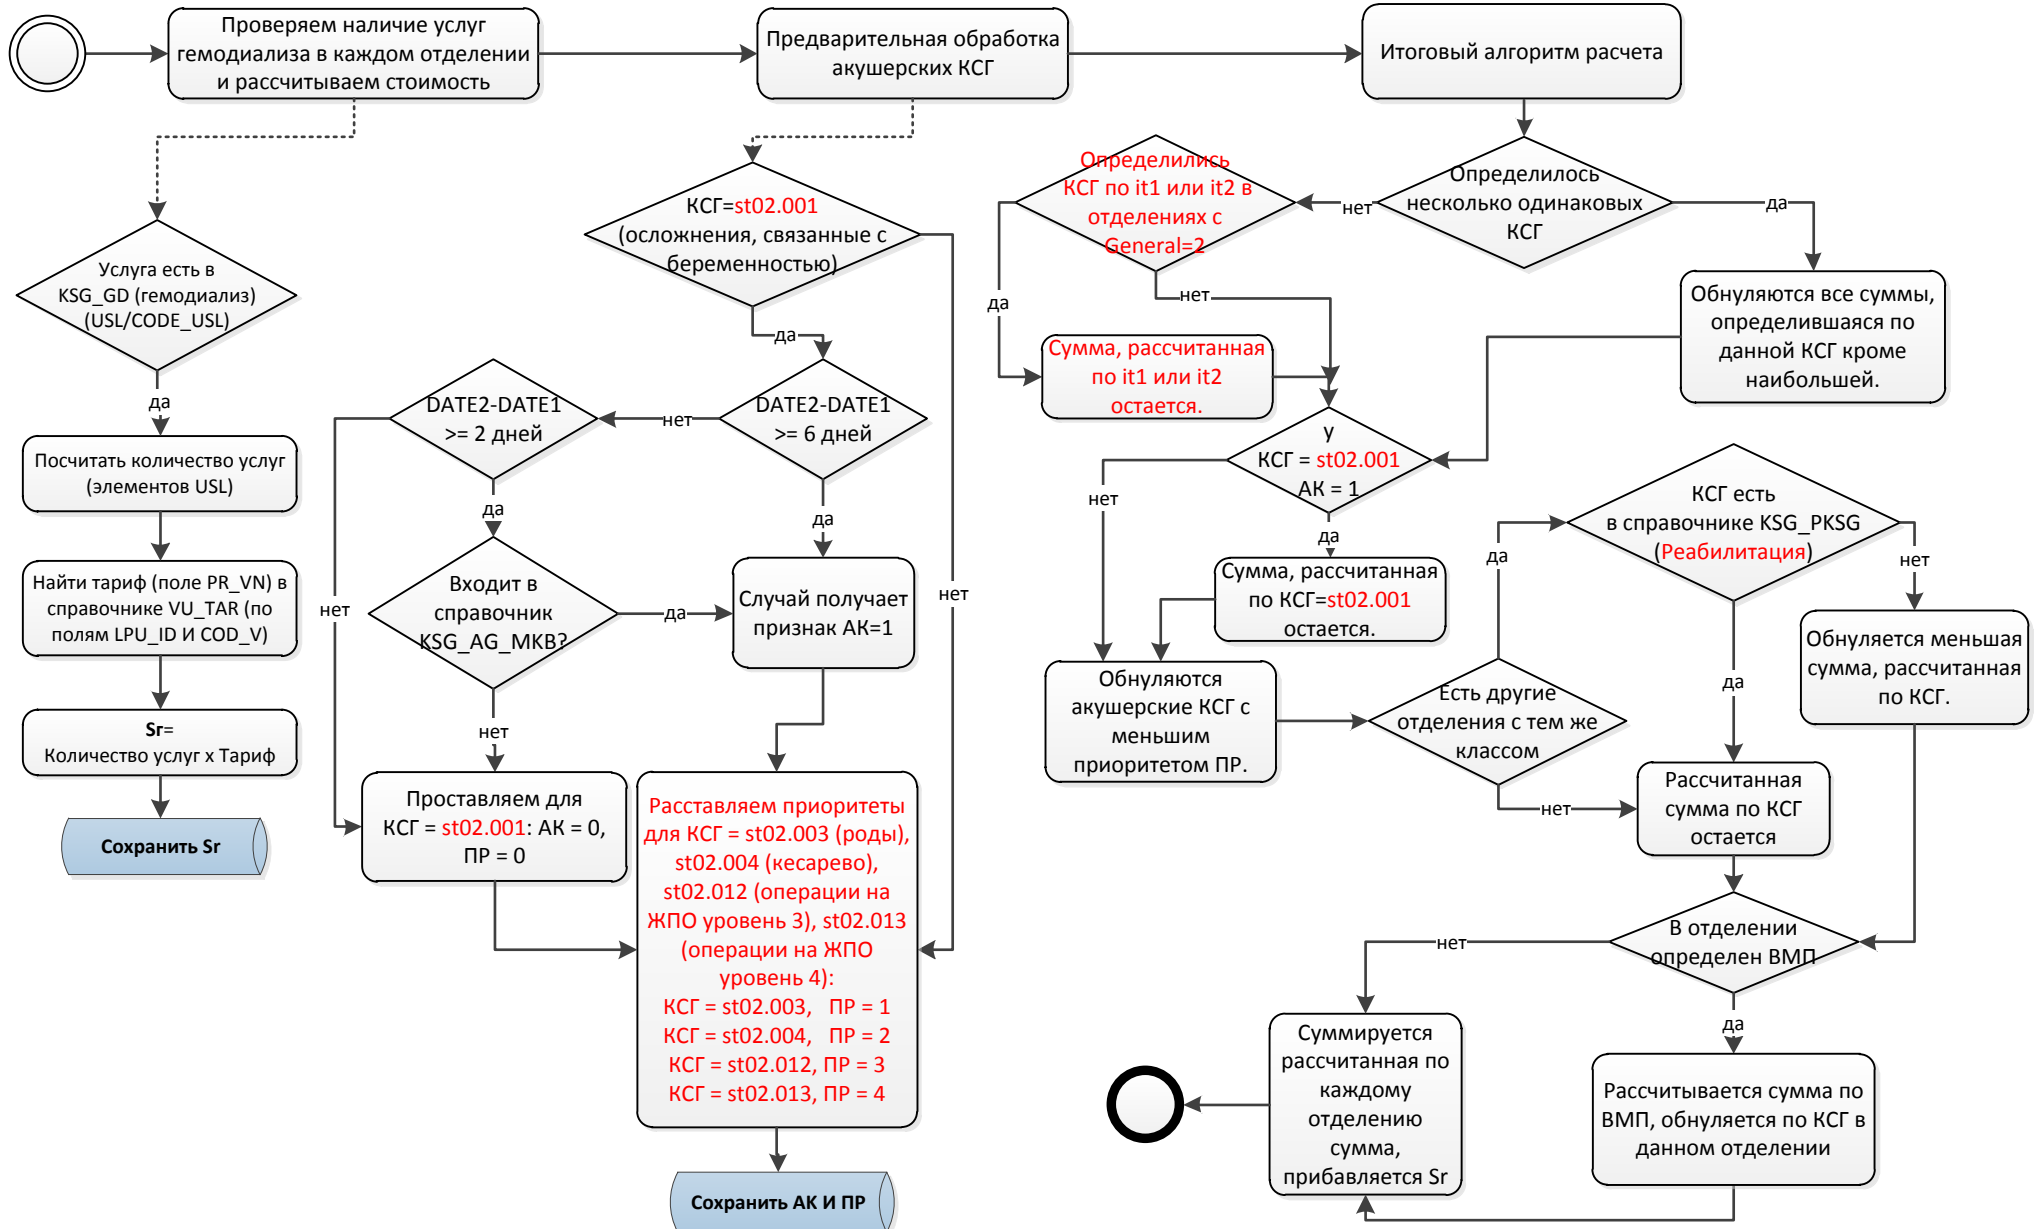 Проверяем наличие услуг
гемодиализа в каждом отделении
и рассчитываем стоимость
Предварительная обработка
акушерских КСГ
Итоговый алгоритм расчета
Услуга есть в
KSG_GD (гемодиализ)
(USL/CODE_USL)
да
Посчитать количество услуг
(элементов USL)
Найти тариф (поле PR_VN) в
справочнике VU_TAR (по
полям LPU_ID И COD_V)
Sr=
Количество услуг х Тариф
Сохранить Sr
КСГ=st02.001
(осложнения, связанные с
беременностью)
да
нет
DATE2-DATE1
>= 6 дней
нет
да
DATE2-DATE1
>= 2 дней
да
нет
Входит в
справочник
KSG_AG_MKB?
да
нет
Случай получает
признак АК=1
Проставляем для
КСГ = st02.001: АК = 0,
ПР = 0
Расставляем приоритеты
для КСГ = st02.003 (роды),
st02.004 (кесарево),
st02.012 (операции на
ЖПО уровень 3), st02.013
(операции на ЖПО
уровень 4):
КСГ = st02.003, ПР = 1
КСГ = st02.004, ПР = 2
КСГ = st02.012, ПР = 3
КСГ = st02.013, ПР = 4
Сохранить АК И ПР
Определилось
несколько одинаковых
КСГ
нет
да
Определились
КСГ по it1 или it2 в
отделениях с
General=2
да
нет
Сумма, рассчитанная
по it1 или it2
остается.
Обнуляются все суммы,
определившаяся по
данной КСГ кроме
наибольшей.
у
КСГ = st02.001
АК = 1
нет
да
Сумма, рассчитанная
по КСГ=st02.001
остается.
Обнуляются
акушерские КСГ с
меньшим
приоритетом ПР.
Есть другие
отделения с тем же
классом
да
нет
КСГ есть
в справочнике KSG_PKSG
(Реабилитация)
да
нет
Обнуляется меньшая
сумма, рассчитанная
по КСГ.
Рассчитанная
сумма по КСГ
остается
В отделении
определен ВМП
нет
да
Рассчитывается сумма по
ВМП, обнуляется по КСГ в
данном отделении
Суммируется
рассчитанная по
каждому
отделению
сумма,
прибавляется Sr